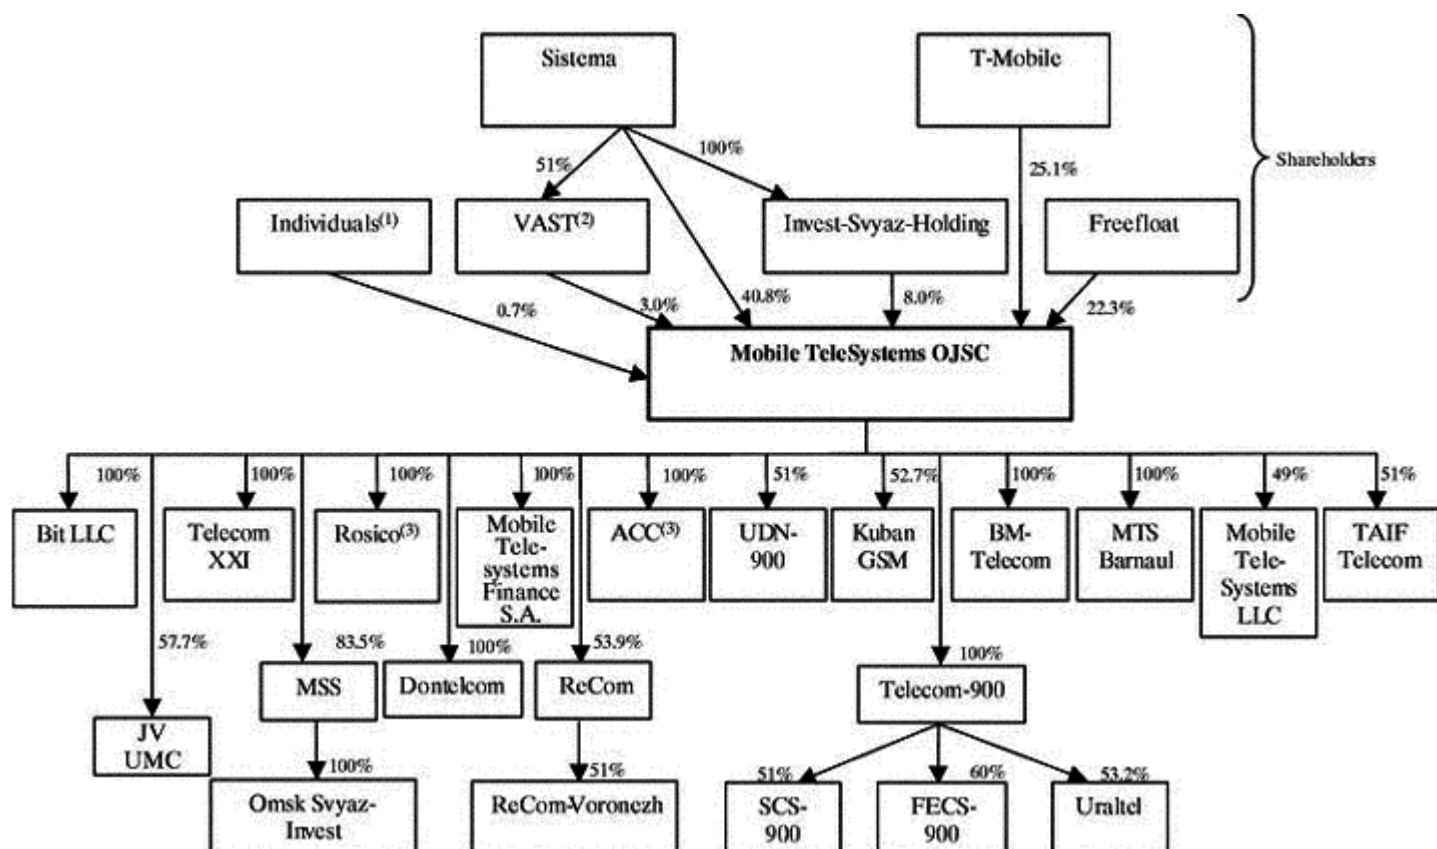 Sistema
T-Mobile
51%
100%
25.1%
Shareholders
Individuals(1)
VAST(2)
Invest-Svyaz-Holding
Freefloat
0.7%
3.0%
40.8%
8.0%
22.3%
Mobile TeleSystems OJSC
100%
100%
100%
100%
100%
51%
52.7%
100%
100%
49%
51%
Bit LLC
Telecom
XXI
Rosico(3)
Mobile
Tele-
systems
Finance
S.A.
ACC(3)
UDN-
900
Kuban
GSM
BM-
Telecom
MTS
Barnaul
Mobile
Tele-
Systems
LLC
TAIF
Telecom
57.7%
83.5%
100%
53.9%
100%
JV
UMC
MSS
Dontelcom
ReCom
Telecom-900
100%
51%
51%
60%
53.2%
Omsk Svyaz-
Invest
ReCom-Voronezh
SCS-
900
FECS-
900
Uraltel